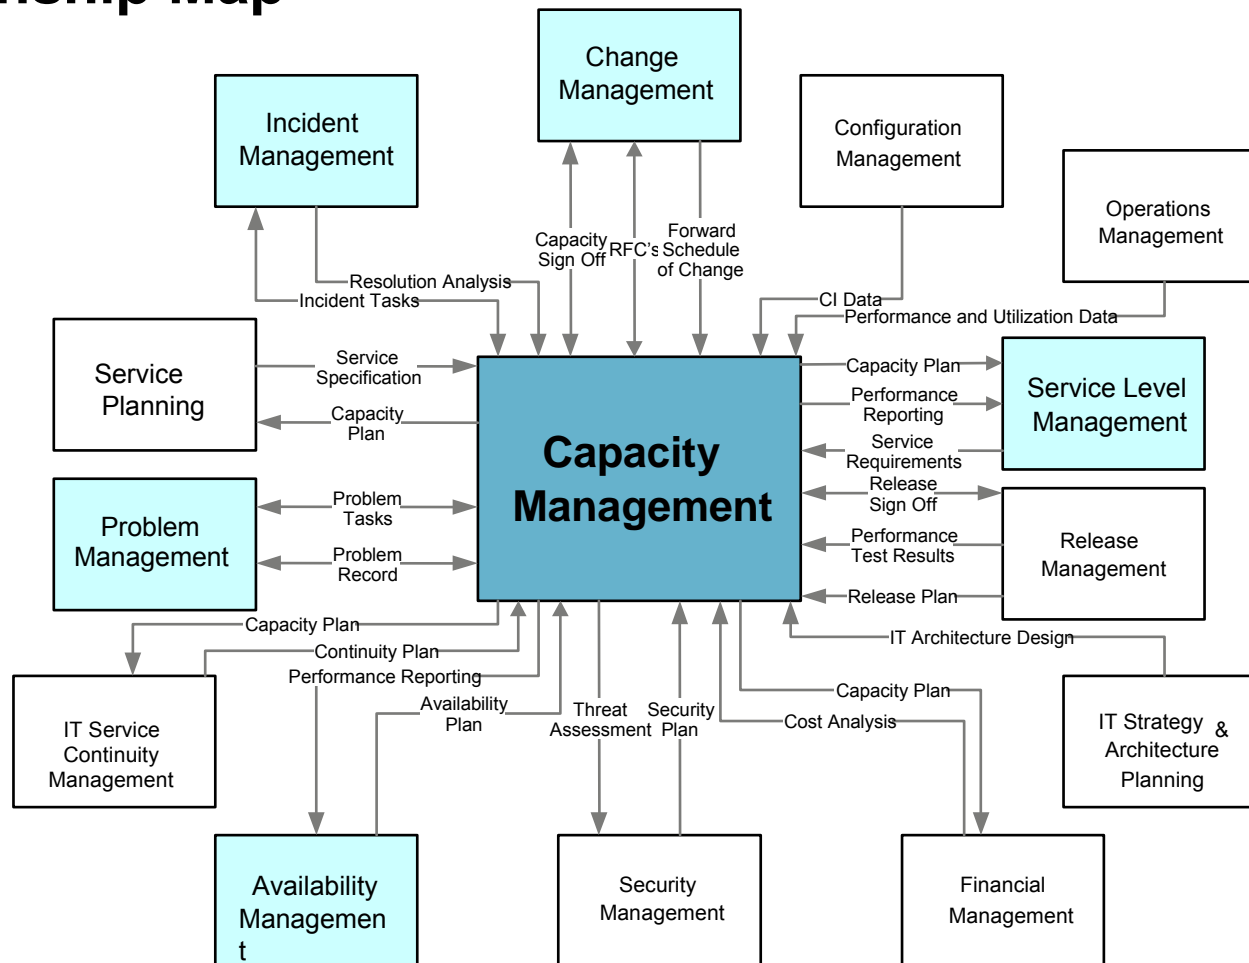 nship Map
Change
Management
Incident
Management
Configuration
Management
Operations
Management
Capacity
Sign Off
RFC's
Forward
Schedule
of Change
Resolution Analysis
Incident Tasks
CI Data
Performance and Utilization Data
Service
Planning
Service
Specification
Capacity
Plan
Capacity
Management
Capacity Plan
Performance
Reporting
Service
Requirements
Service Level
Management
Problem
Management
Problem
Tasks
Problem
Record
Release
Sign Off
Performance
Test Results
Release Plan
Release
Management
Capacity Plan
Continuity Plan
Performance Reporting
Availability
Plan
Threat
Assessment
Security
Plan
IT Architecture Design
Capacity Plan
Cost Analysis
IT Service
Continuity
Management
IT Strategy &
Architecture
Planning
Availability
Managemen
t
Security
Management
Financial
Management